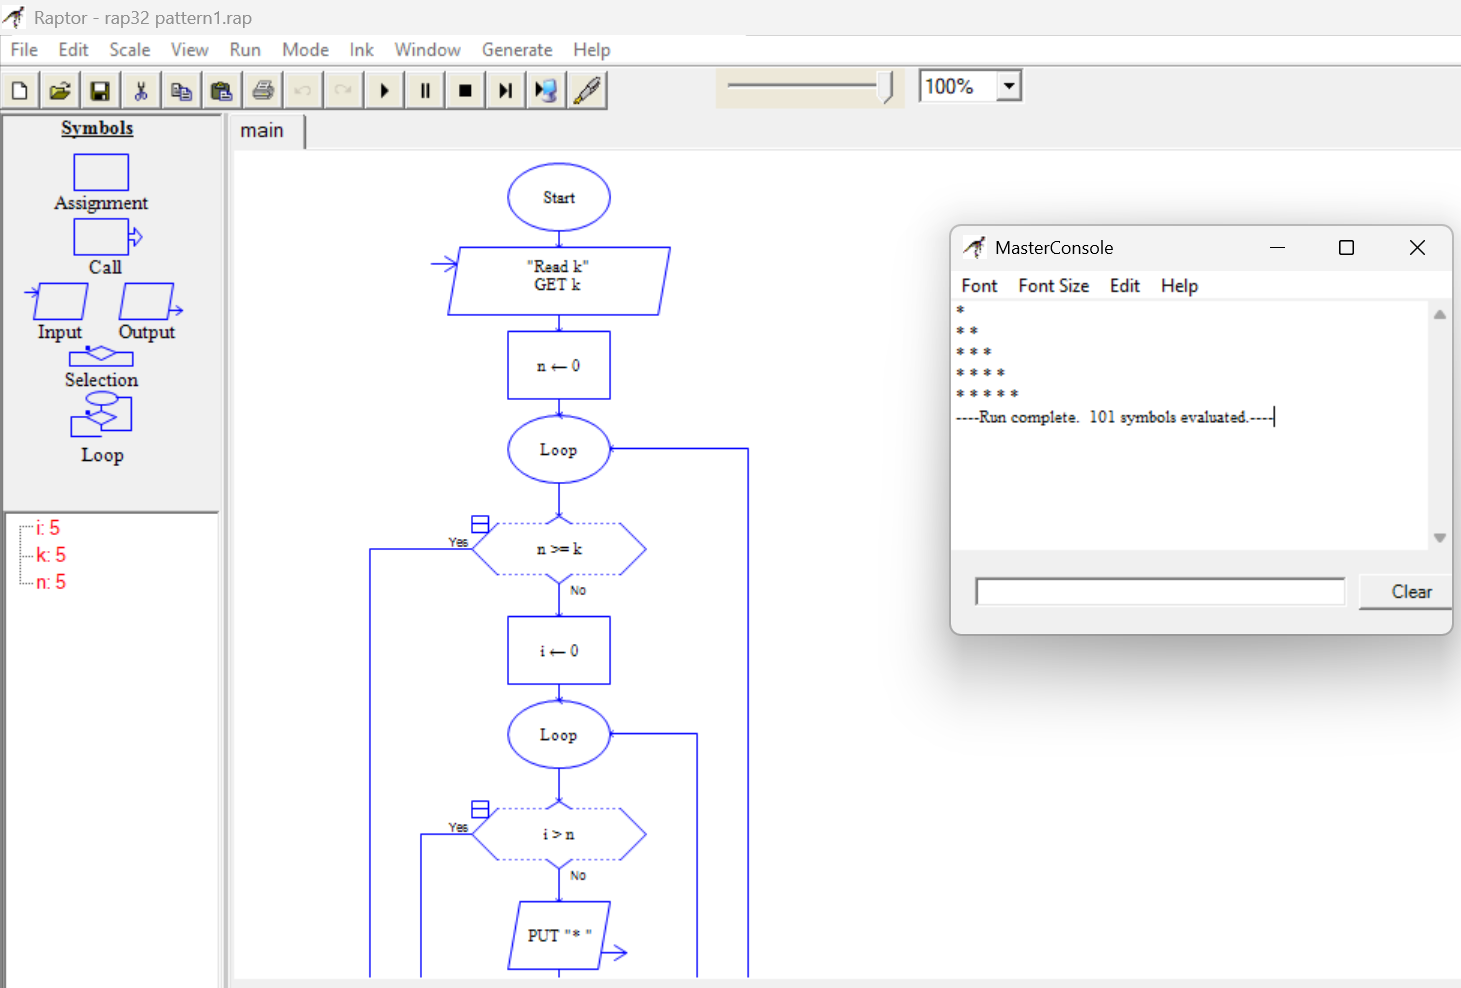 Raptor - rap32 pattern1.rap
File Edit Scale View Run Mode Ink Window Generate Help
100%
Symbols
Assignment
Call
Input Output
Selection
Loop
i: 5
k: 5
n: 5
main
Start
"Read k"
GET k
n ← 0
Loop
Yes
n >= k
No
i ← 0
Loop
Yes
i > n
No
PUT "* "
MasterConsole
Font Font Size Edit Help
*
* *
* * *
* * * *
* * * * *
----Run complete. 101 symbols evaluated.----
Clear